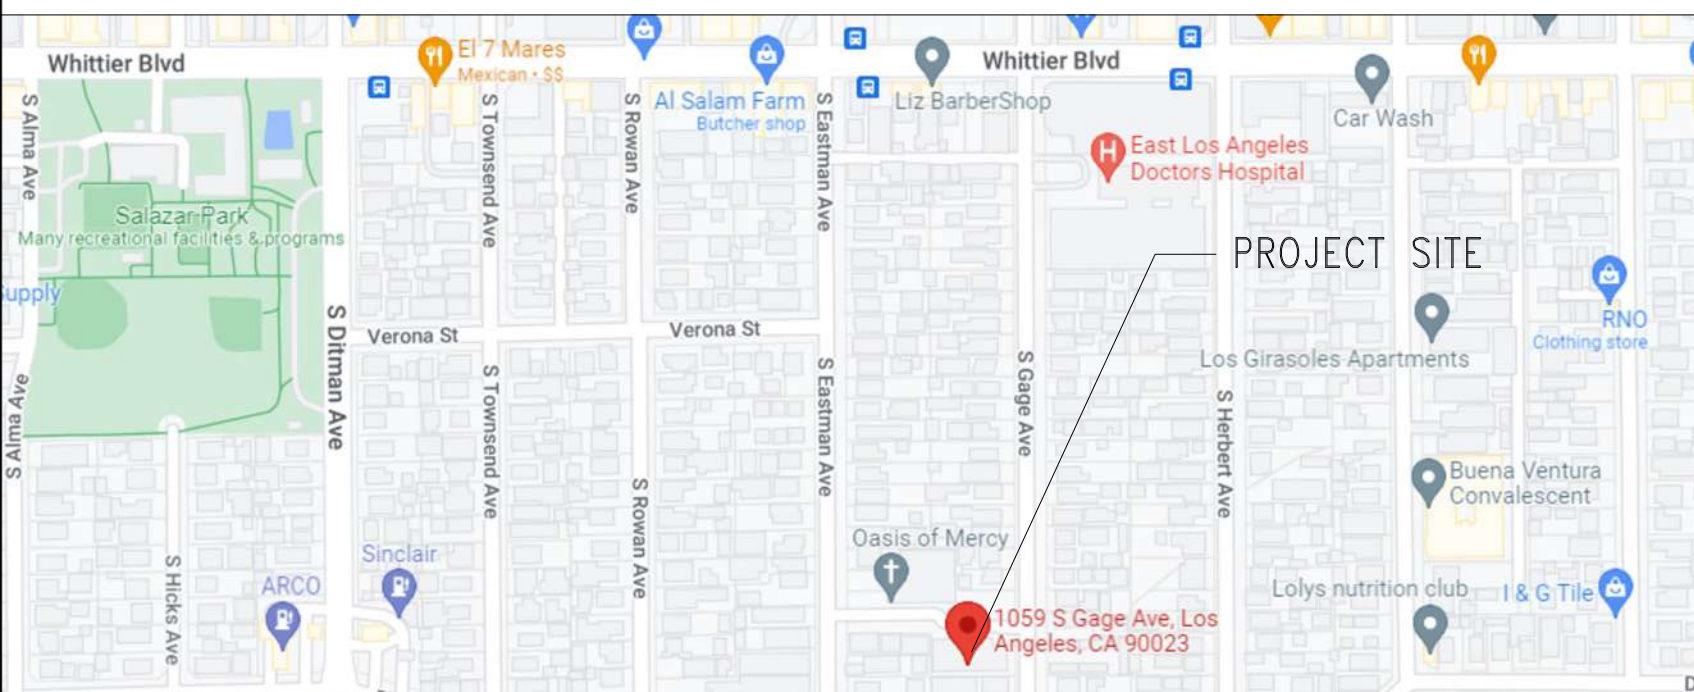 Whittier Blvd
El 7 Mares
Mexican • $$
Al Salam Farm
Butcher shop
Liz BarberShop
Whittier Blvd
Car Wash
S Alma Ave
S Townsend Ave
S Rowan Ave
S Eastman Ave
East Los Angeles
Doctors Hospital
Salazar Park
Many recreational facilities & programs
PROJECT SITE
Supply
S Ditman Ave
Verona St
Verona St
RNO
Clothing store
Los Girasoles Apartments
S Alma Ave
S Townsend Ave
S Eastman Ave
S Gage Ave
S Herbert Ave
Buena Ventura
Convalescent
S Rowan Ave
Oasis of Mercy
Sinclair
S Hicks Ave
ARCO
Lolys nutrition club
I & G Tile
1059 S Gage Ave, Los
Angeles, CA 90023